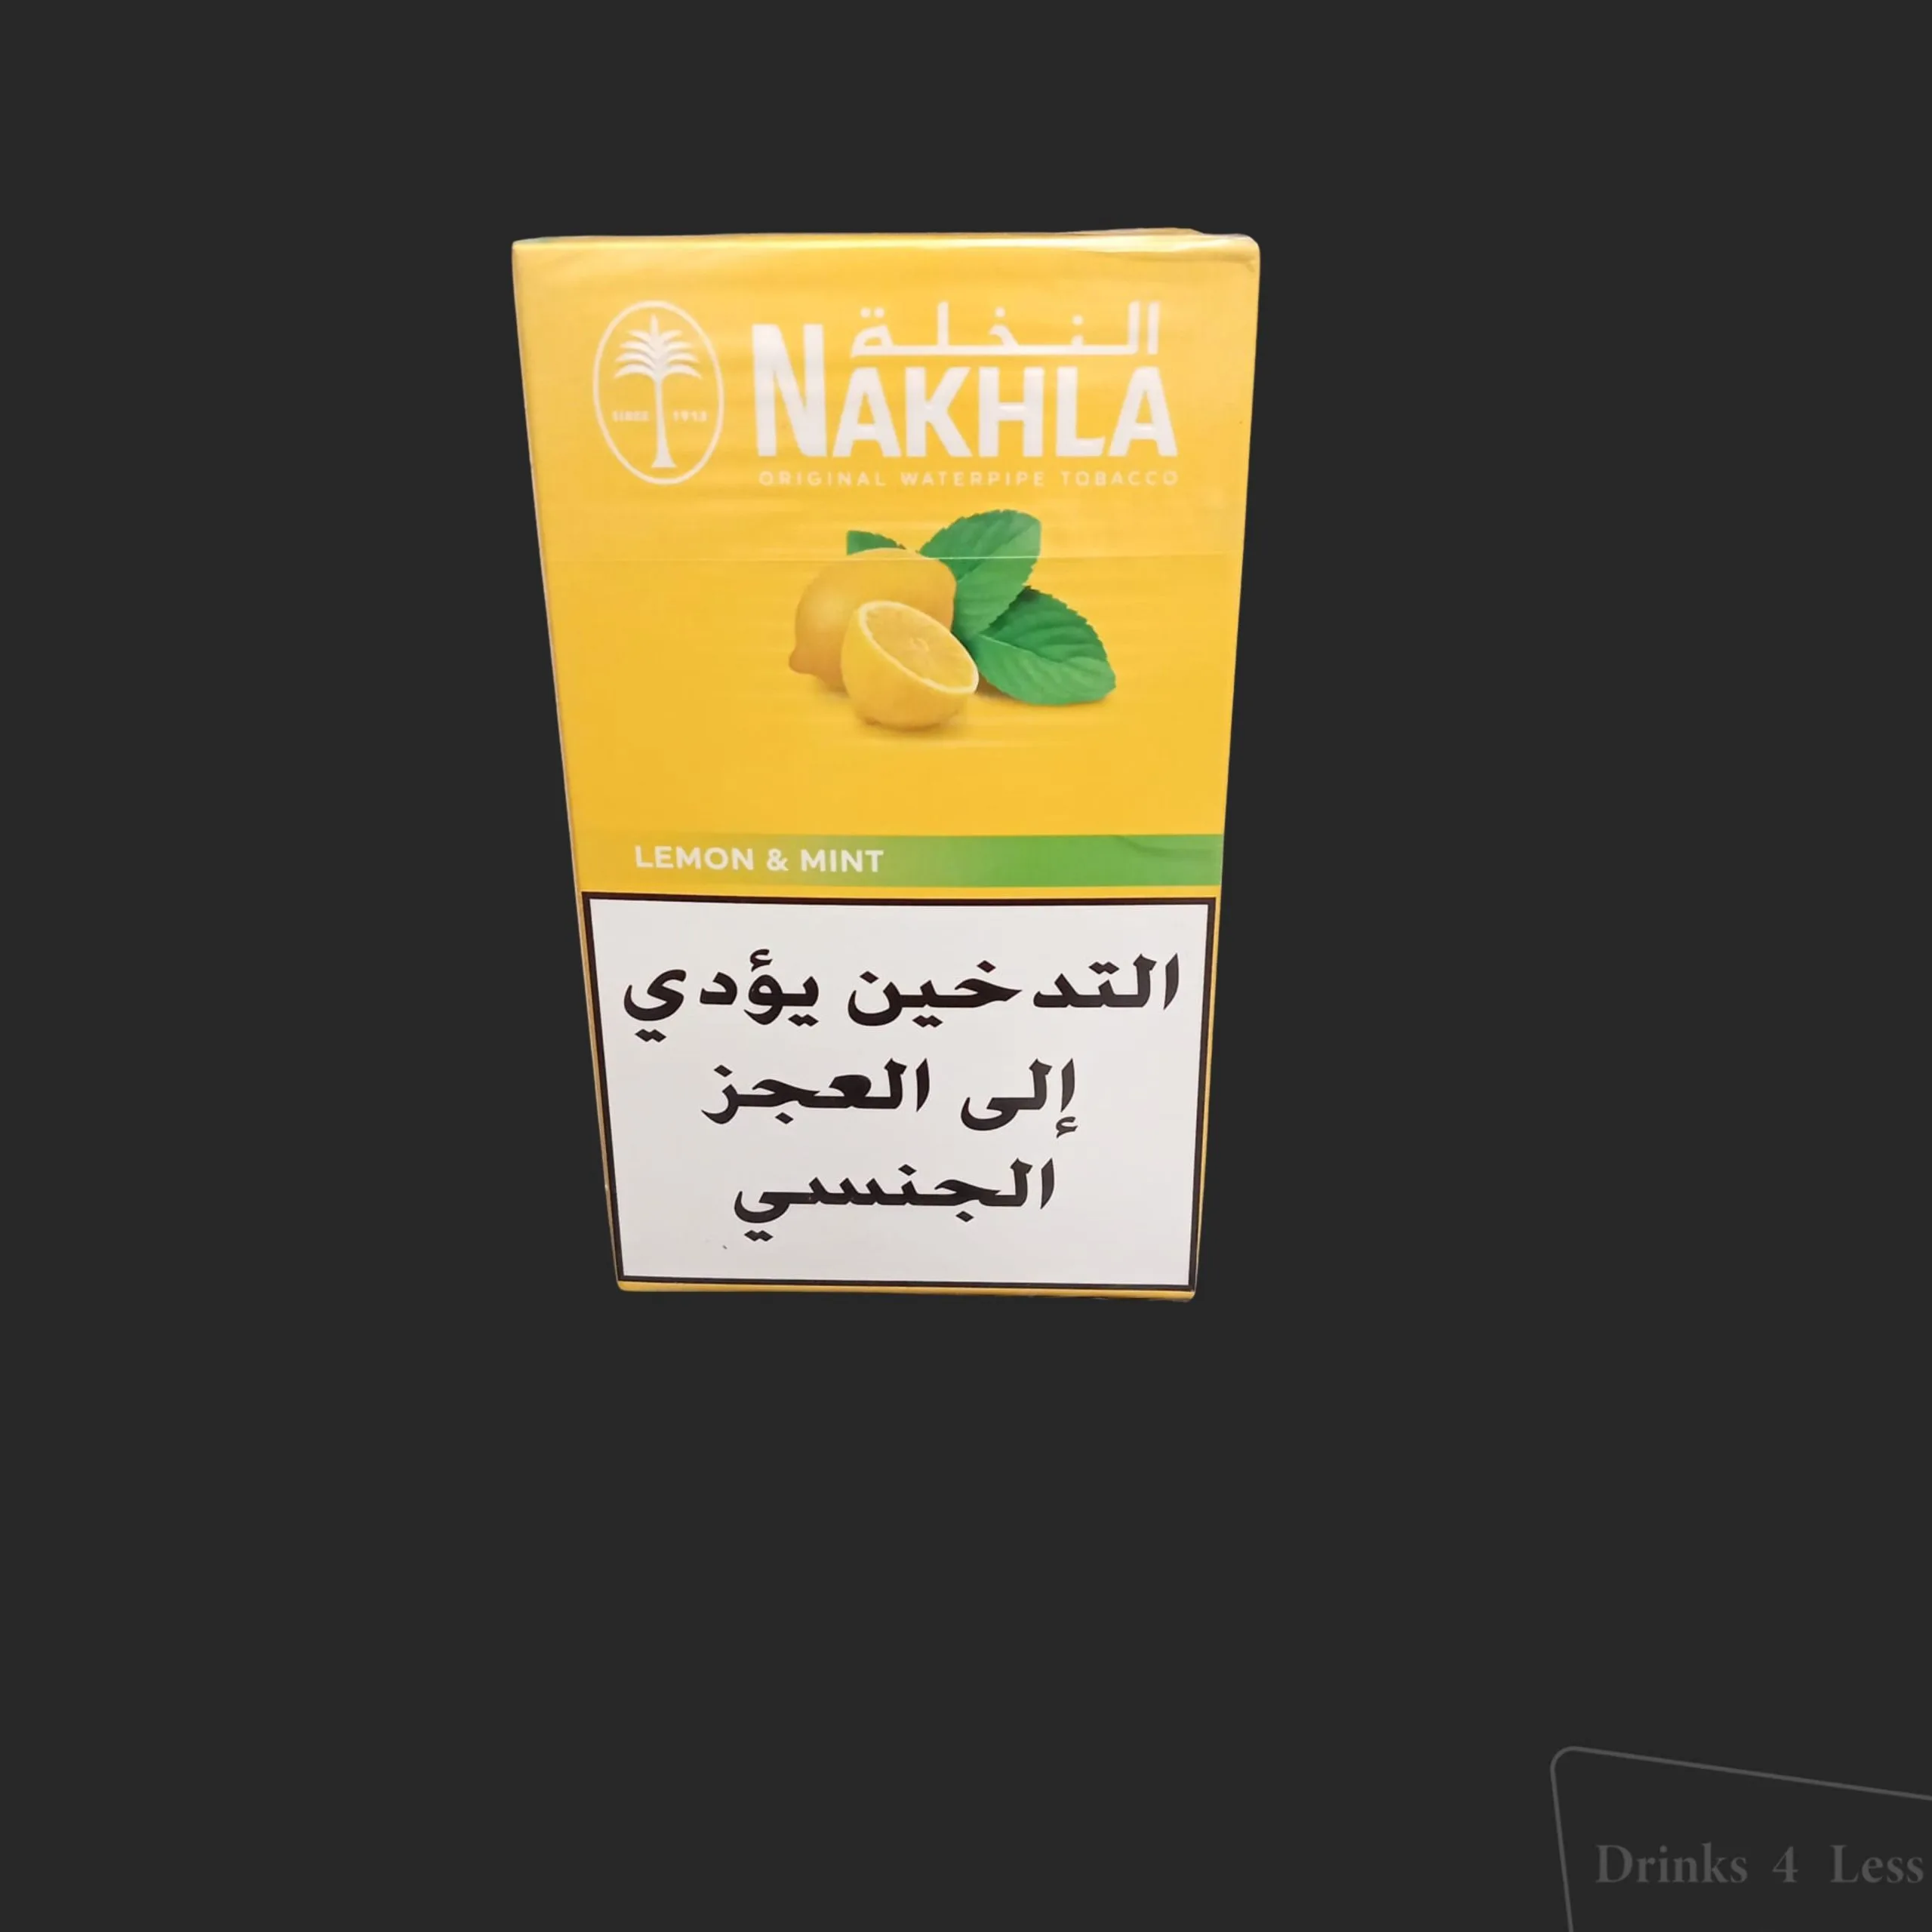 النخلة
NAKHLA
SINCE 1913
ORIGINAL WATERPIPE TOBACCO
LEMON & MINT
التدخين يؤدي
إلى العجز
الجنسي
Drinks 4 Less